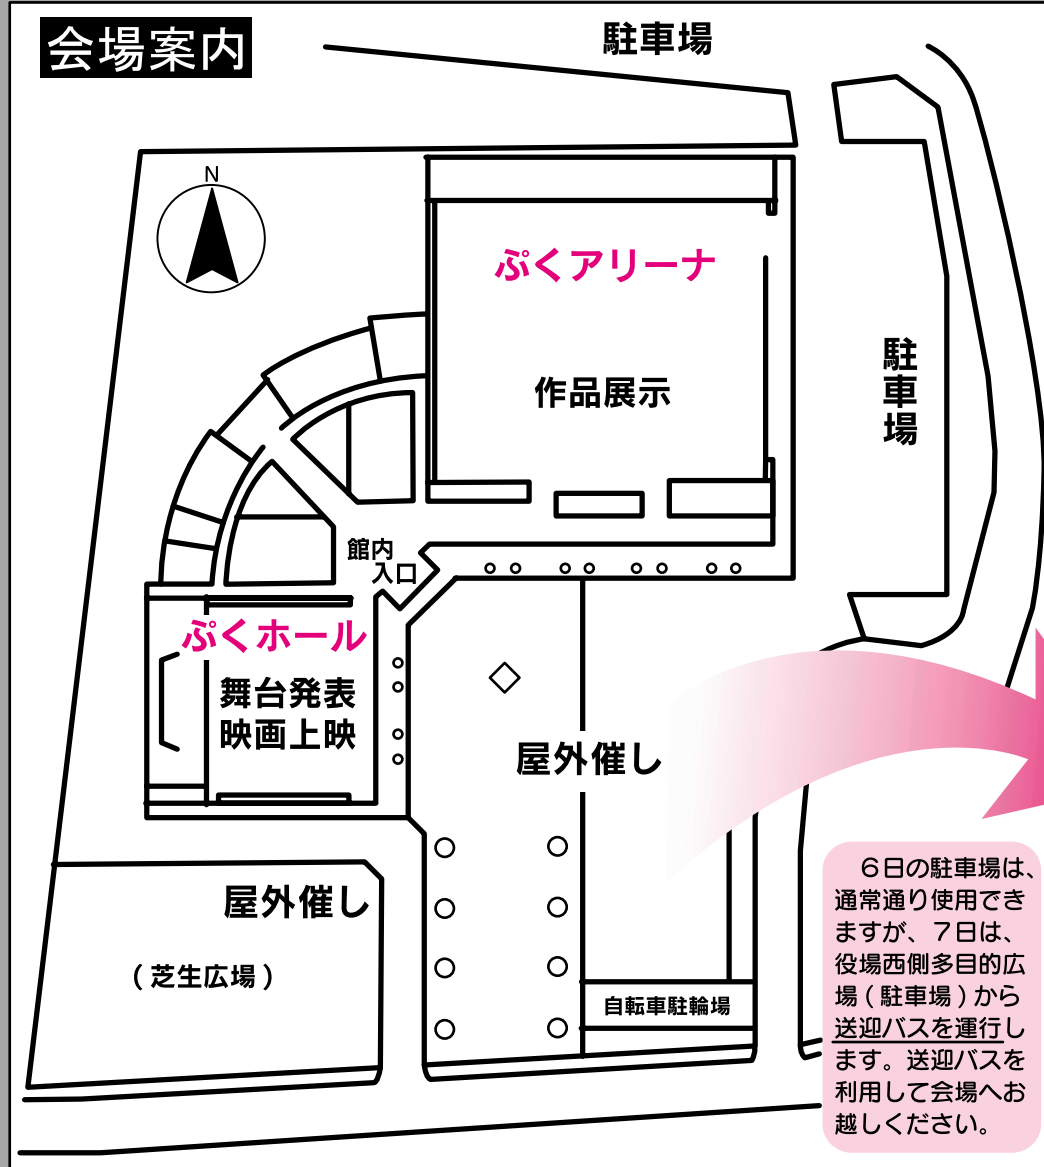 会場案内
駐車場
N
ぷくアリーナ
作品展示
駐車場
館内
入口
ぷくホール
舞台発表
映画上映
屋外催し
屋外催し
（芝生広場）
自転車駐輪場
６日の駐車場は、
通常通り使用でき
ますが、７日は、
役場西側多目的広
場（駐車場）から
送迎バスを運行し
ます。送迎バスを
利用して会場へお
越しください。